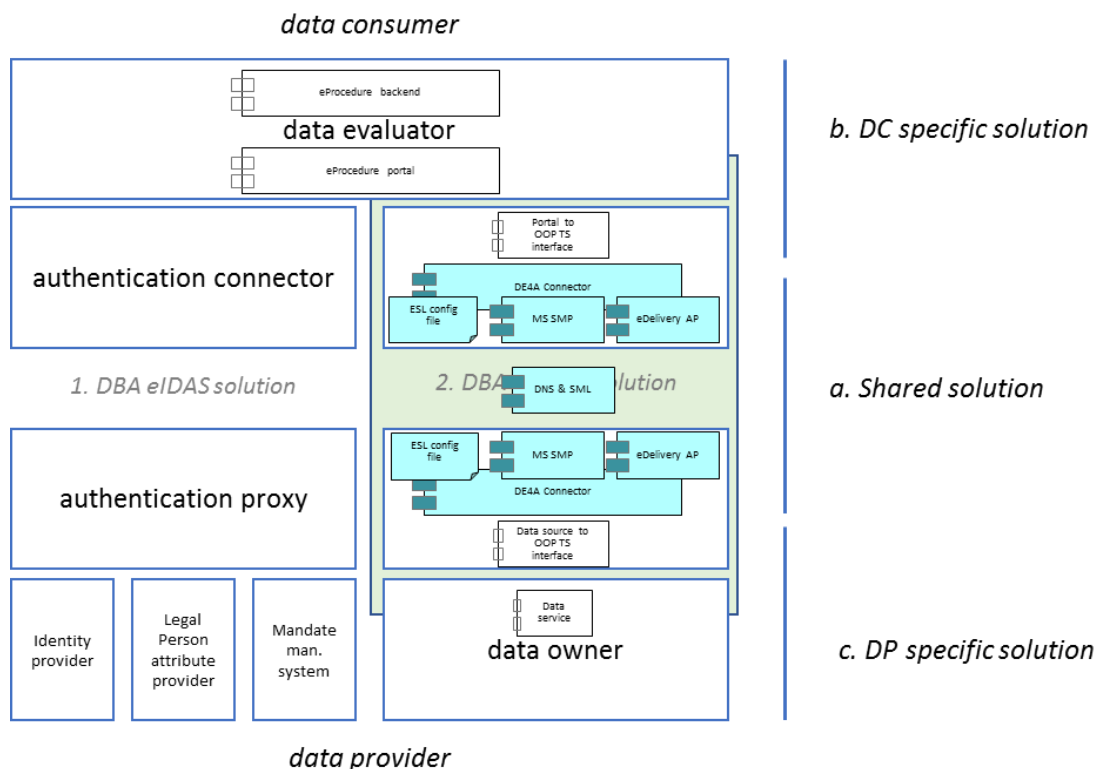 data consumer
eProcedure backend
data evaluator
eProcedure portal
b. DC specific solution
authentication connector
Portal to
OOP TS
interface
DE4A Connector
ESL config
file
MS SMP
eDelivery AP
1. DBA eIDAS solution
2. DBA
olution
DNS & SML
a. Shared solution
authentication proxy
ESL config
file
MS SMP
eDelivery AP
DE4A Connector
Data source to
OOP TS
interface
Identity
provider
Legal
Person
attribute
provider
Mandate
man.
system
Data
service
data owner
c. DP specific solution
data provider